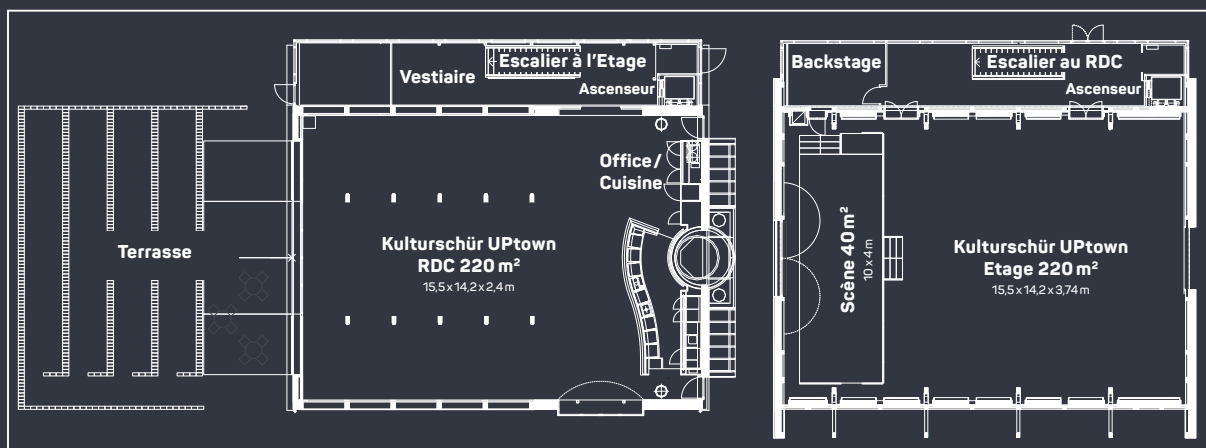 Vestiaire
Escalier à l'Etage
Ascenseur
Office/
Cuisine
Terrasse
Kulturschür UPtown
RDC 220 m²
15,5 x 14,2 x 2,4 m
Backstage
Escalier au RDC
Ascenseur
Scène 40 m²
10 x 4 m
Kulturschür UPtown
Etage 220 m²
15,5 x 14,2 x 3,74 m